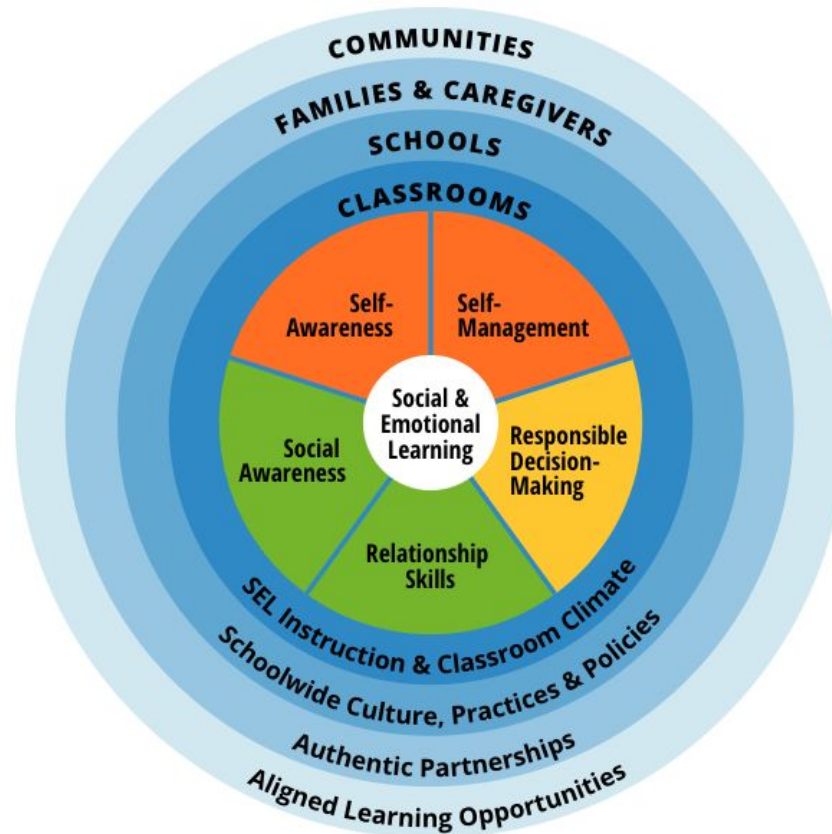 COMMUNITIES
FAMILIES & CAREGIVERS
SCHOOLS
CLASSROOMS
Self-
Awareness
Self-
Management
Social &
Emotional
Learning
Social
Awareness
Responsible
Decision-
Making
Relationship
Skills
SEL Instruction & Classroom Climate
Schoolwide Culture, Practices & Policies
Authentic Partnerships
Aligned Learning Opportunities